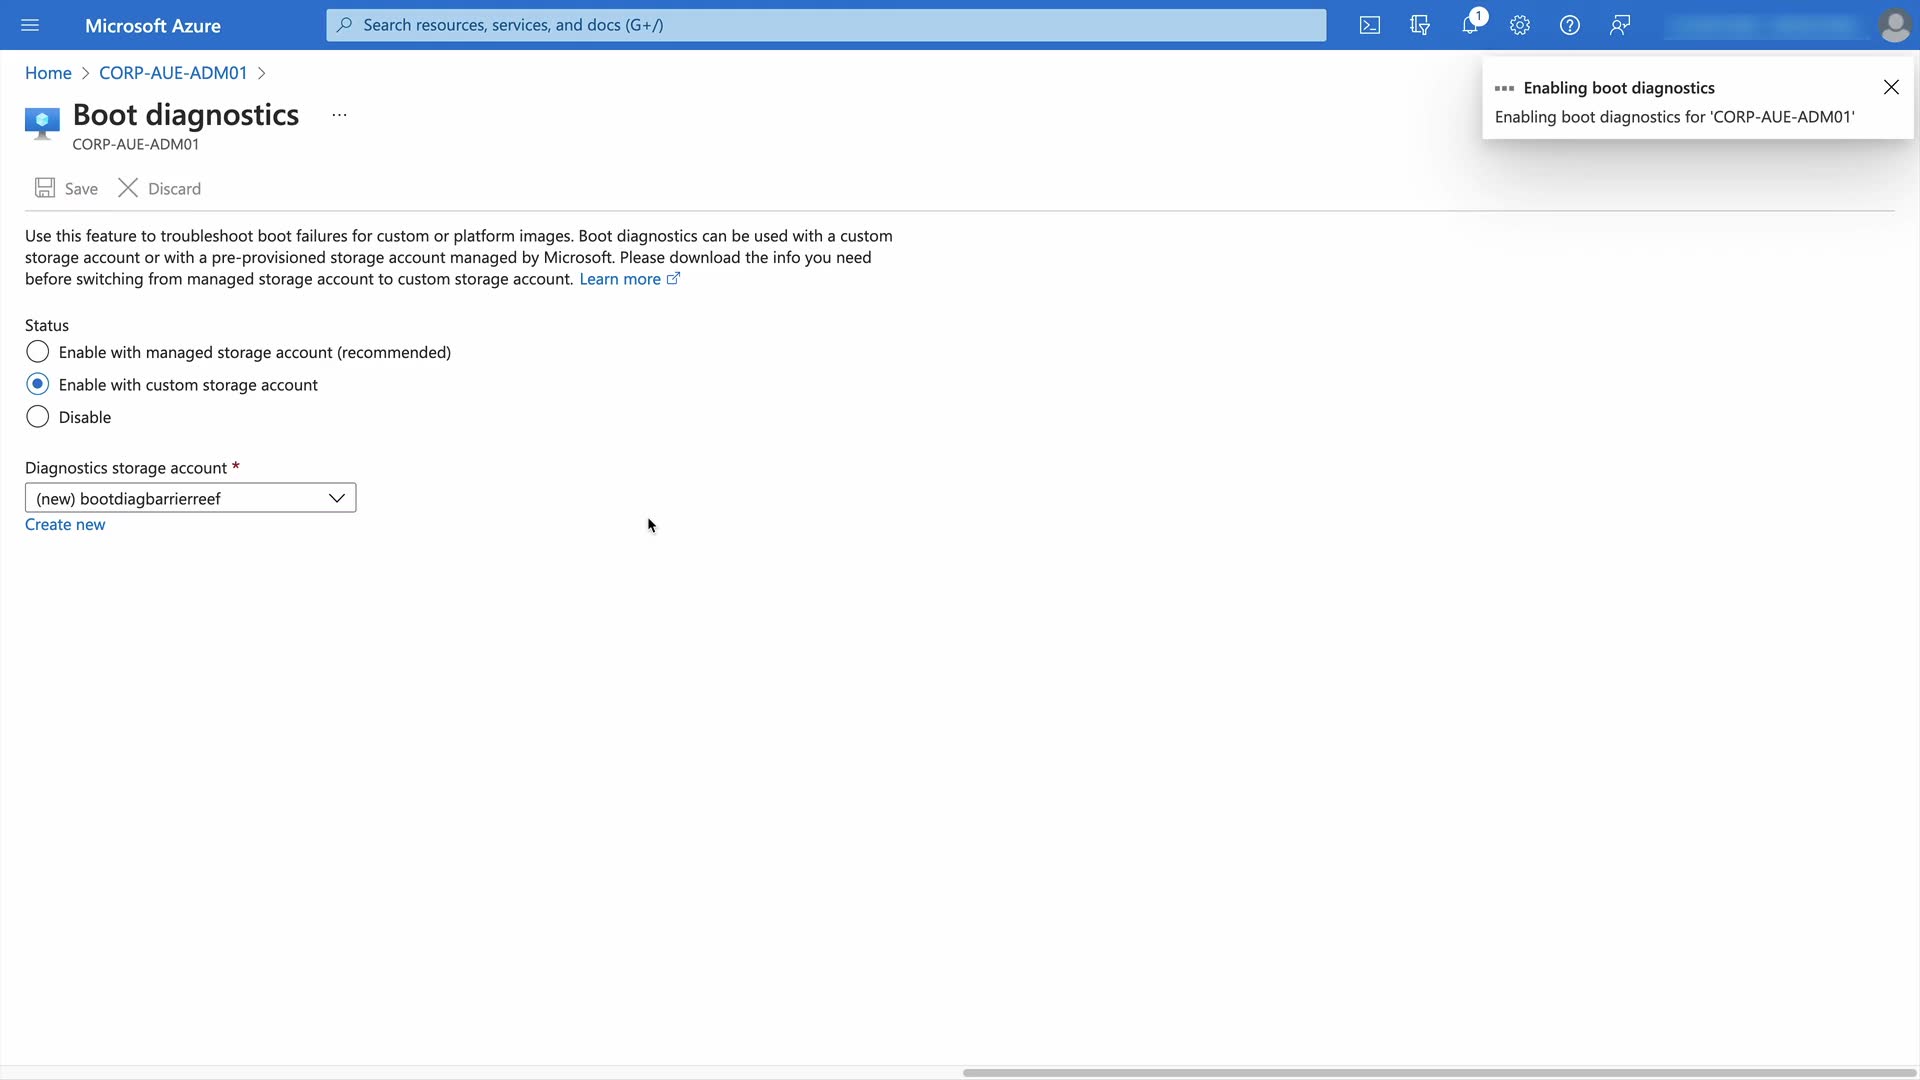 Microsoft Azure
Search resources, services, and docs (G+/)
1
Home > CORP-AUE-ADM01 >
Boot diagnostics ...
CORP-AUE-ADM01
Enabling boot diagnostics
Enabling boot diagnostics for 'CORP-AUE-ADM01'
Save Discard
Use this feature to troubleshoot boot failures for custom or platform images. Boot diagnostics can be used with a custom
storage account or with a pre-provisioned storage account managed by Microsoft. Please download the info you need
before switching from managed storage account to custom storage account. Learn more
Status
Enable with managed storage account (recommended)
Enable with custom storage account
Disable
Diagnostics storage account *
(new) bootdiagbarrierreef
Create new